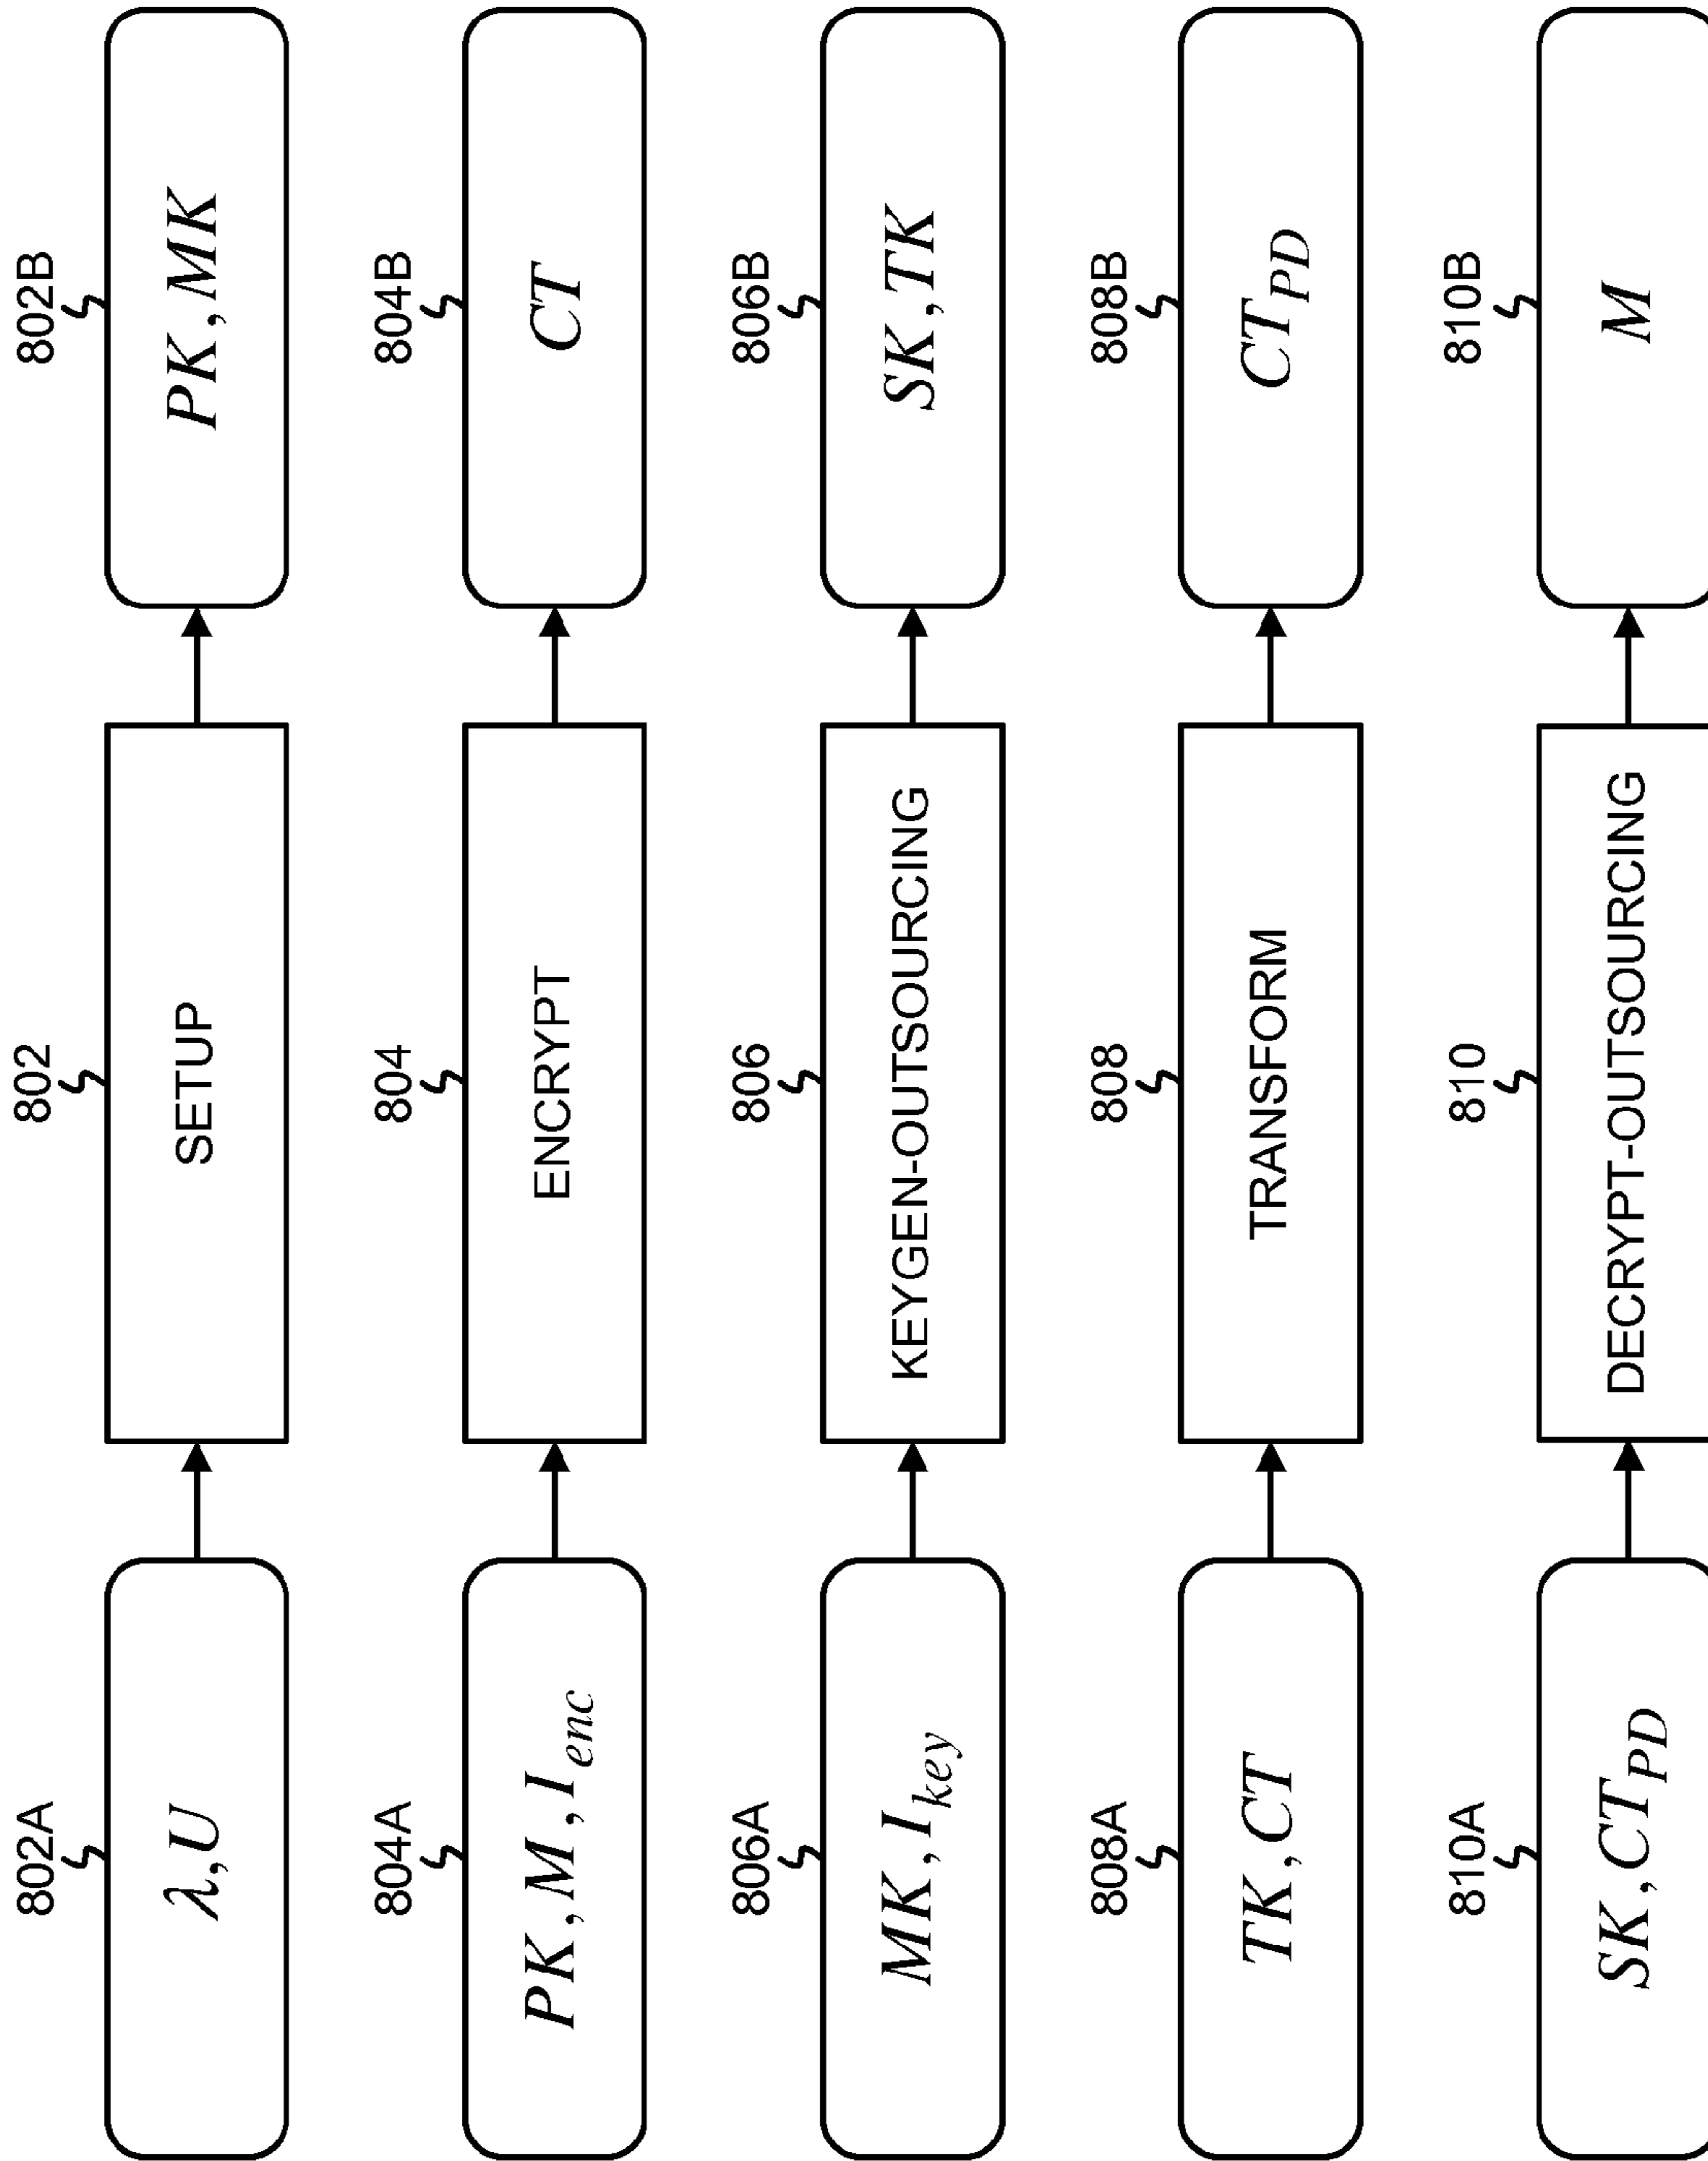 802A
λ, U
802
SETUP
802B
PK, MK
804A
PK, M, I_enc
804
ENCRYPT
804B
CT
806A
MK, I_key
806
KEYGEN-OUTSOURCING
806B
SK, TK
808A
TK, CT
808
TRANSFORM
808B
CT_PD
810A
SK, CT_PD
810
DECRYPT-OUTSOURCING
810B
M